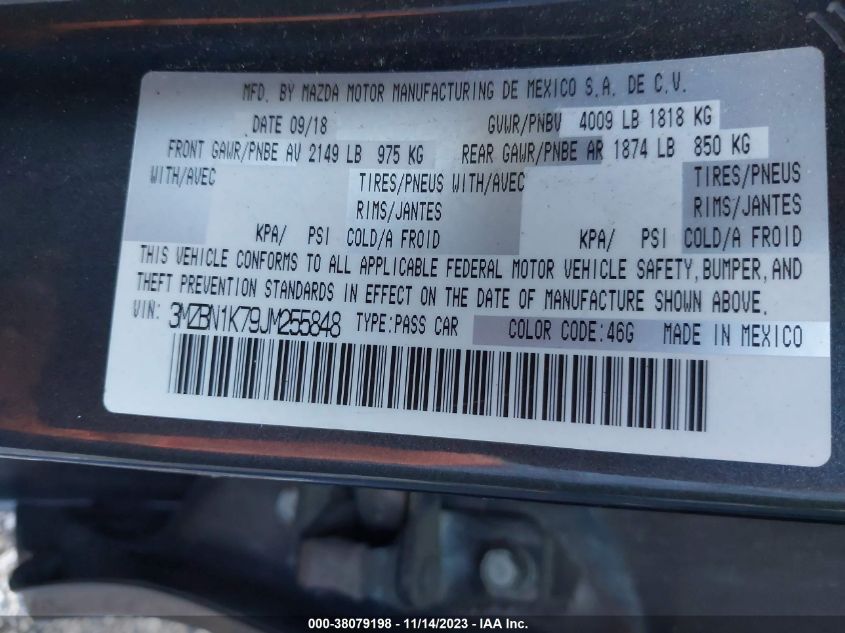 MFD. BY MAZDA MOTOR MANUFACTURING DE MEXICO S.A. DE C.V.
DATE 09/18 GVWR/PNBV 4009 LB 1818 KG
FRONT GAWR/PNBE AV 2149 LB 975 KG REAR GAWR/PNBE AR 1874 LB 850 KG
WITH/AVEC TIRES/PNEUS WITH/AVEC TIRES/PNEUS
RIMS/JANTES RIMS/JANTES
KPA/ PSI COLD/A FROID KPA/ PSI COLD/A FROID
THIS VEHICLE CONFORMS TO ALL APPLICABLE FEDERAL MOTOR VEHICLE SAFETY, BUMPER, AND
THEFT PREVENTION STANDARDS IN EFFECT ON THE DATE OF MANUFACTURE SHOWN ABOVE.
VIN: 3MZBN1K79JM255848 TYPE:PASS CAR COLOR CODE:46G MADE IN MEXICO
000-38079198 - 11/14/2023 - IAA Inc.